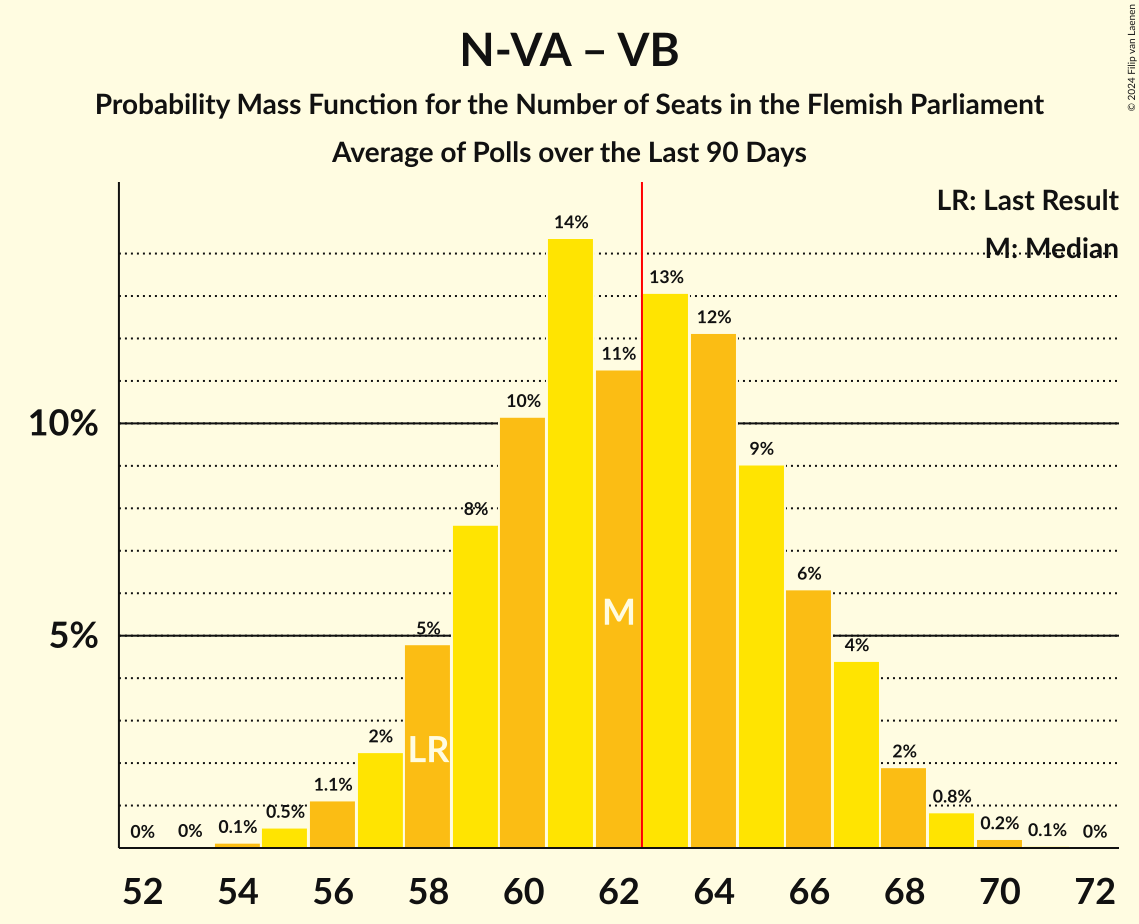 N-VA – VB
Probability Mass Function for the Number of Seats in the Flemish Parliament
Average of Polls over the Last 90 Days
© 2024 Filip van Laenen
LR: Last Result
M: Median
10%
5%
0% 0% 0.1% 0.5% 1.1% 2% 5% 8% 10% 14% 11% 13% 12% 9% 6% 4% 2% 0.8% 0.2% 0.1% 0%
LR
M
52 54 56 58 60 62 64 66 68 70 72